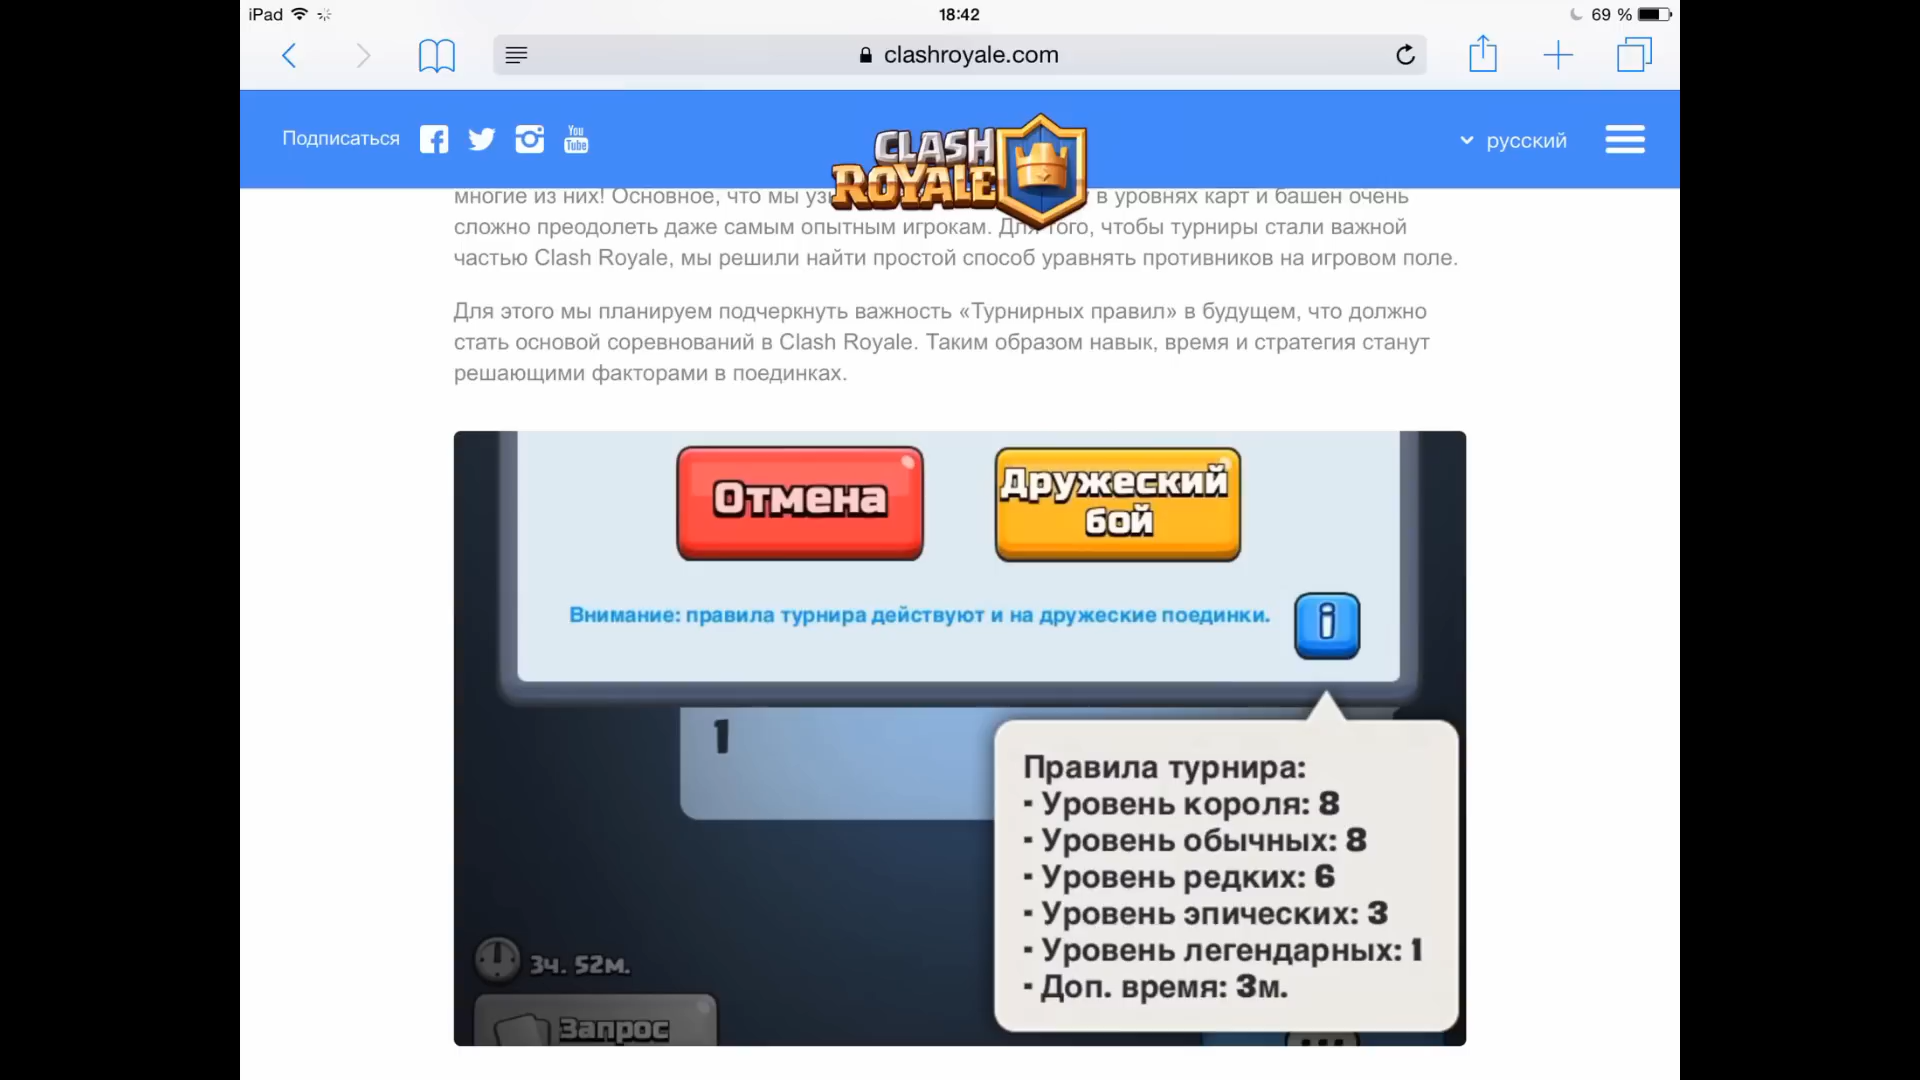 iPad
18:42
69 %
clashroyale.com
Подписаться
You
Tube
CLASH
ROYALE
русский
многие из них! Основное, что мы в уровнях карт и башен очень
сложно преодолеть даже самым опытным игрокам. Для того, чтобы турниры стали важной
частью Clash Royale, мы решили найти простой способ уравнять противников на игровом поле.
Для этого мы планируем подчеркнуть важность «Турнирных правил» в будущем, что должно
стать основой соревнований в Clash Royale. Таким образом навык, время и стратегия станут
решающими факторами в поединках.
Отмена
Дружеский
бой
Внимание: правила турнира действуют и на дружеские поединки.
i
1
Правила турнира:
- Уровень короля: 8
- Уровень обычных: 8
- Уровень редких: 6
- Уровень эпических: 3
- Уровень легендарных: 1
- Доп. время: 3м.
3ч. 52м.
Запрос